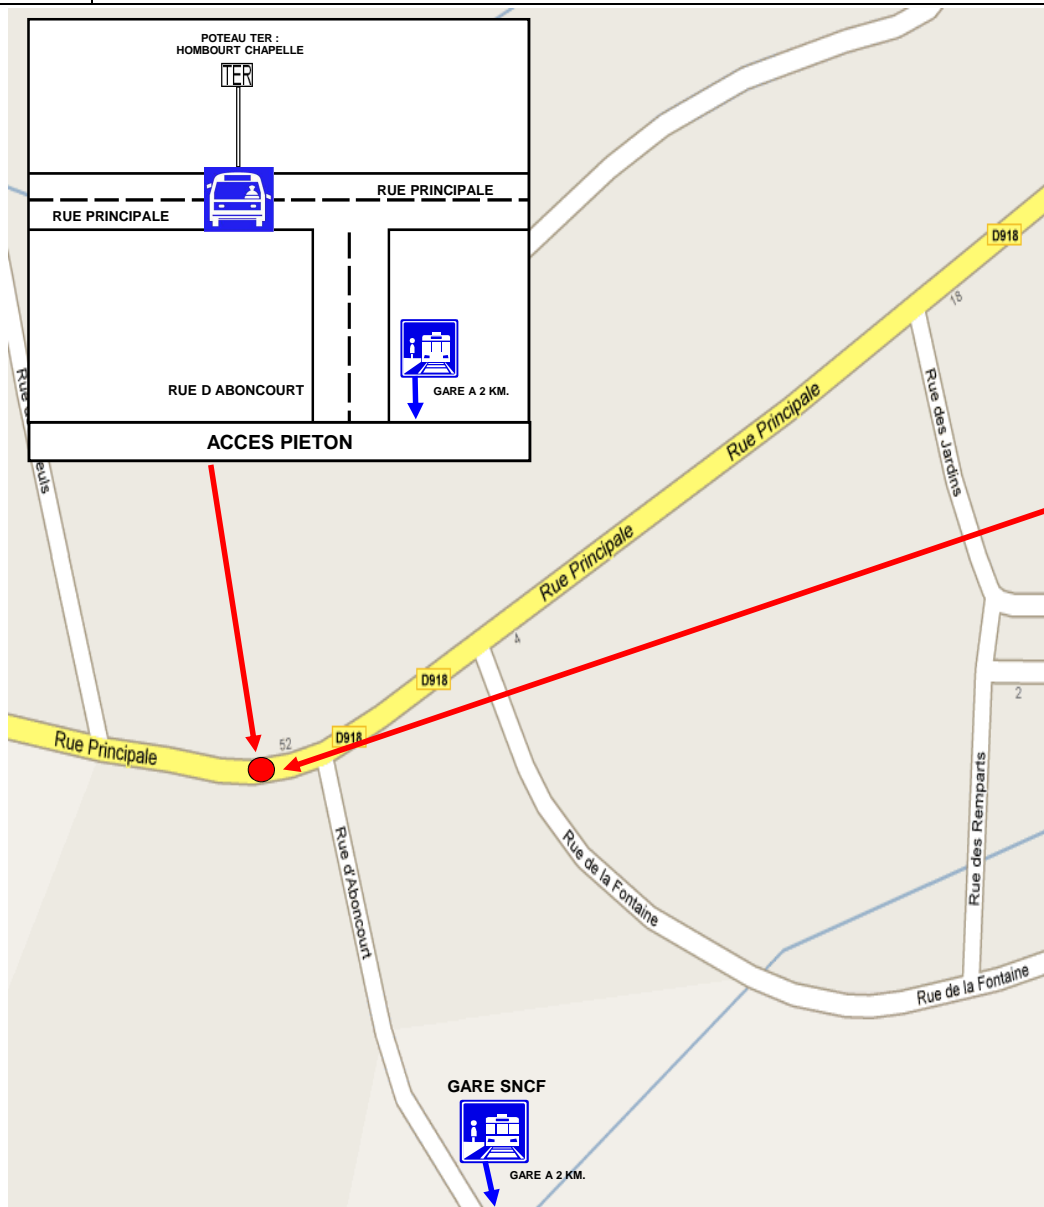 POTEAU TER :
HOMBOURT CHAPELLE
TER
RUE PRINCIPALE
RUE PRINCIPALE
RUE D ABONCOURT
GARE A 2 KM.
ACCES PIETON
D918
18
Rue des Jardins
Rue Principale
Rue Principale
4
D918
2
52
D918
Rue Principale
Rue
euls
Rue d'Aboncourt
Rue de la Fontaine
Rue des Remparts
Rue de la Fontaine
GARE SNCF
GARE A 2 KM.